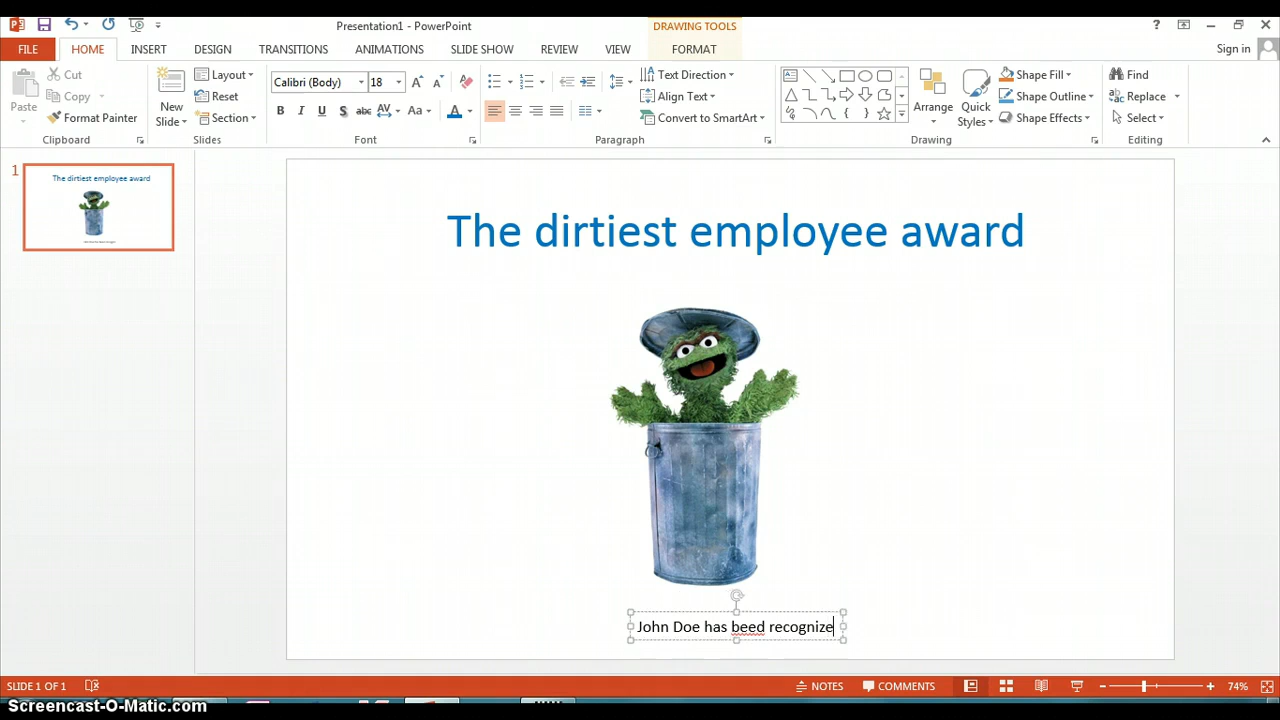 Presentation1 - PowerPoint
DRAWING TOOLS
?
FILE
HOME
INSERT
DESIGN
TRANSITIONS
ANIMATIONS
SLIDE SHOW
REVIEW
VIEW
FORMAT
Sign in
Paste
Cut
Copy
Format Painter
Clipboard
New Slide
Layout
Reset
Section
Slides
Calibri (Body)
18
B I U S abc AV Aa A
Font
Text Direction
Align Text
Convert to SmartArt
Paragraph
Arrange
Quick Styles
Shape Fill
Shape Outline
Shape Effects
Drawing
Find
Replace
Select
Editing
1
The dirtiest employee award
The dirtiest employee award
John Doe has beed recognize
SLIDE 1 OF 1
NOTES
COMMENTS
74%
Screencast-O-Matic.com